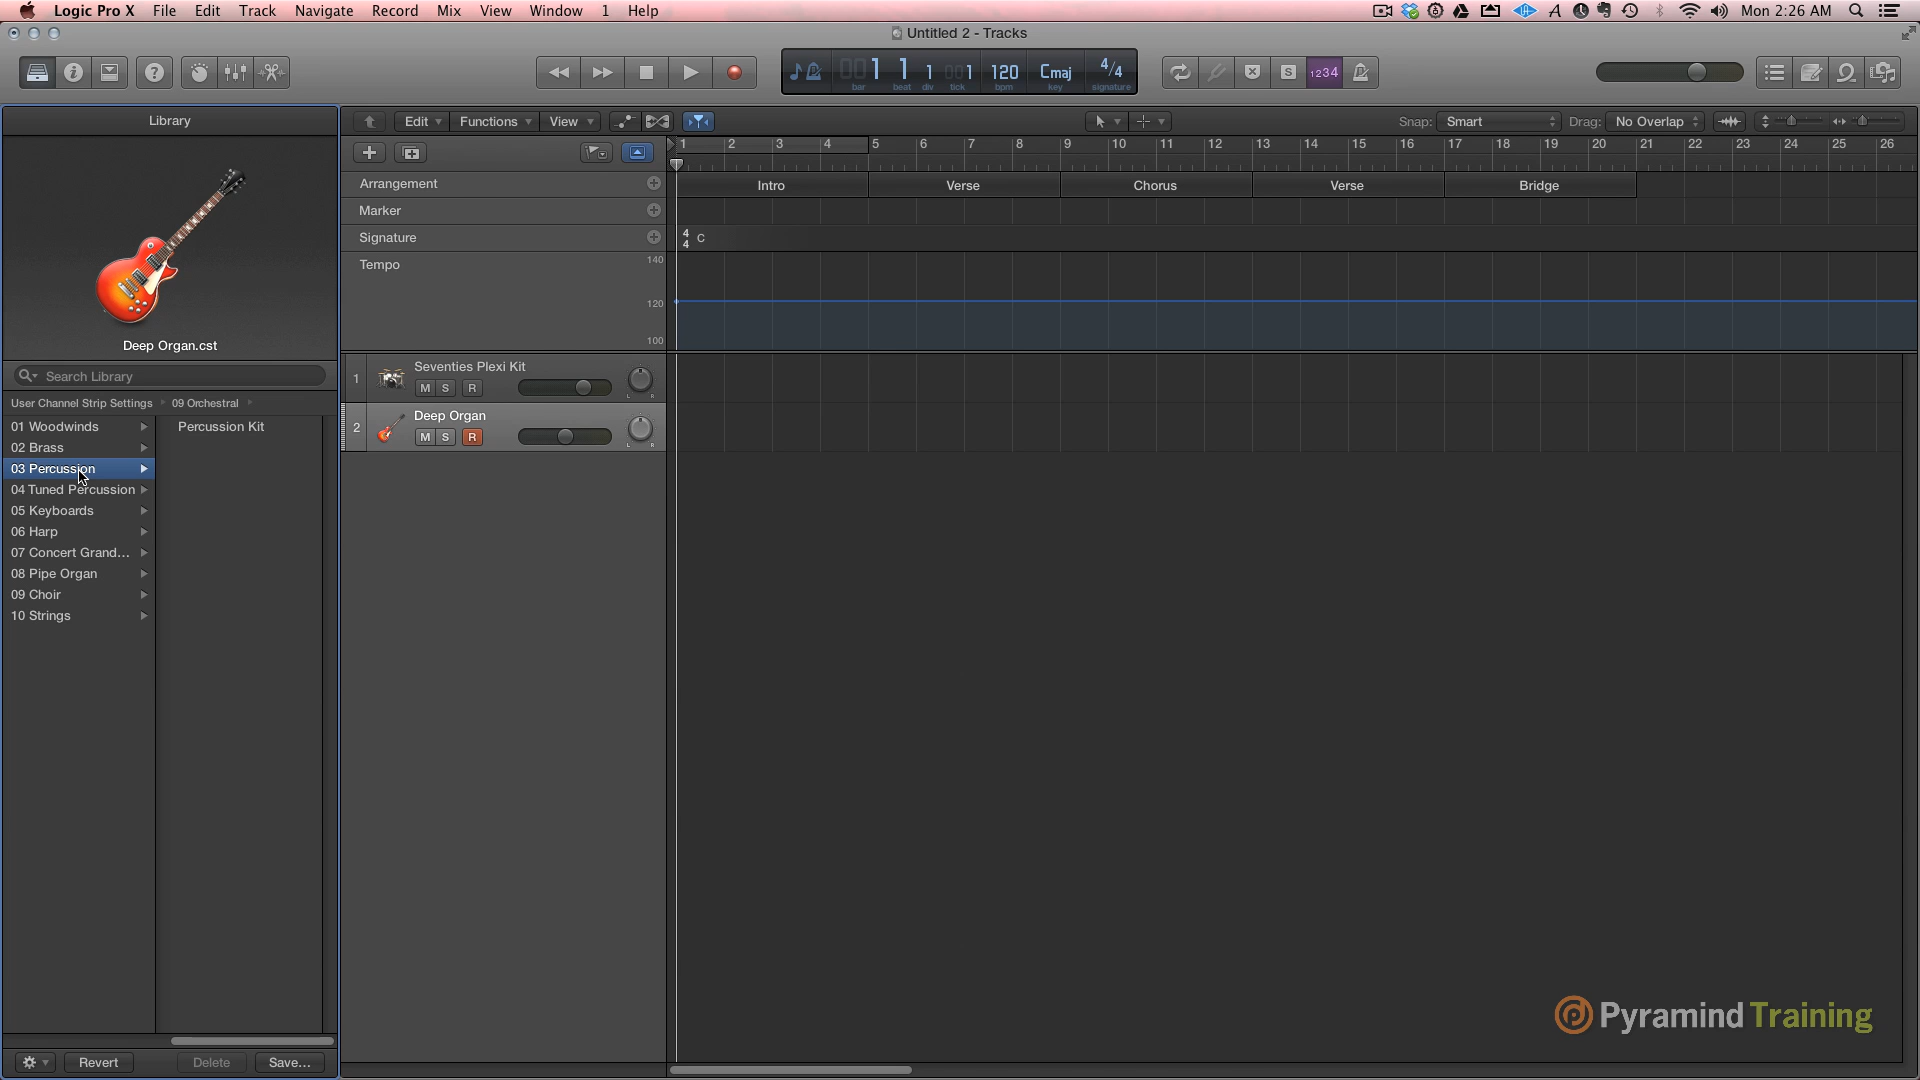 Logic Pro X File Edit Track Navigate Record Mix View Window 1 Help Mon 2:26 AM
Untitled 2 - Tracks
001 1 1 001 120 Cmaj 4/4
bar beat div tick bpm key signature
S 1234
Library
Edit Functions View Snap: Smart Drag: No Overlap
1 2 3 4 5 6 7 8 9 10 11 12 13 14 15 16 17 18 19 20 21 22 23 24 25 26
Arrangement Intro Verse Chorus Verse Bridge
Marker
Signature 4/4 C
Tempo 140
120
100
Deep Organ.cst
Search Library
User Channel Strip Settings 09 Orchestral
01 Woodwinds
02 Brass
03 Percussion
04 Tuned Percussion
05 Keyboards
06 Harp
07 Concert Grand...
08 Pipe Organ
09 Choir
10 Strings
Percussion Kit
1 Seventies Plexi Kit
M S R L R
2 Deep Organ
M S R L R
Revert Delete Save...
Pyramind Training